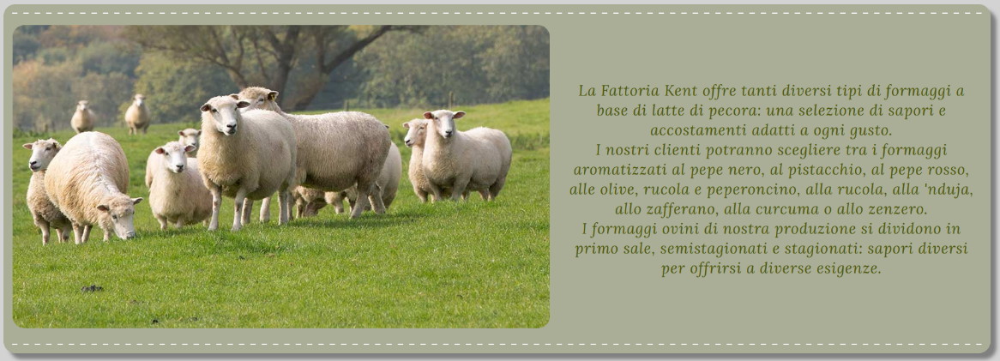 La Fattoria Kent offre tanti diversi tipi di formaggi a
base di latte di pecora: una selezione di sapori e
accostamenti adatti a ogni gusto.
I nostri clienti potranno scegliere tra i formaggi
aromatizzati al pepe nero, al pistacchio, al pepe rosso,
alle olive, rucola e peperoncino, alla rucola, alla 'nduja,
allo zafferano, alla curcuma o allo zenzero.
I formaggi ovini di nostra produzione si dividono in
primo sale, semistagionati e stagionati: sapori diversi
per offrirsi a diverse esigenze.